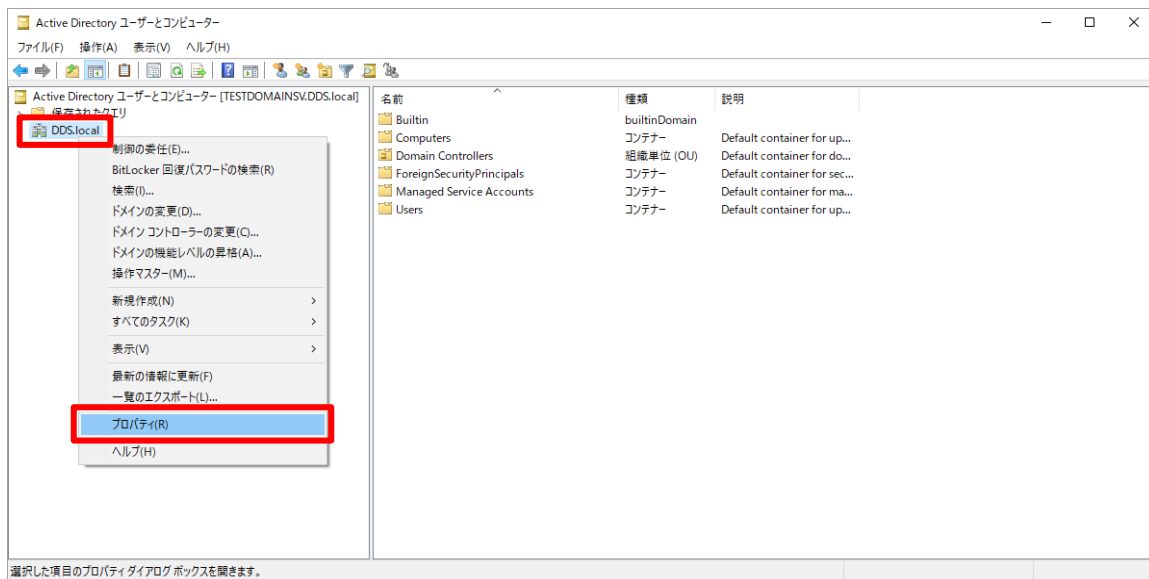 Active Directory ユーザーとコンピューター
ファイル(F) 操作(A) 表示(V) ヘルプ(H)
Active Directory ユーザーとコンピューター [TESTDOMAINSV.DDS.local]
保存されたクエリ
DDS.local
制御の委任(E)...
BitLocker 回復パスワードの検索(R)
検索(I)...
ドメインの変更(D)...
ドメイン コントローラーの変更(C)...
ドメインの機能レベルの昇格(A)...
操作マスター(M)...
新規作成(N)
すべてのタスク(K)
表示(V)
最新の情報に更新(F)
一覧のエクスポート(L)...
プロパティ(R)
ヘルプ(H)
名前 種類 説明
Builtin builtinDomain
Computers コンテナー Default container for up...
Domain Controllers 組織単位 (OU) Default container for do...
ForeignSecurityPrincipals コンテナー Default container for sec...
Managed Service Accounts コンテナー Default container for ma...
Users コンテナー Default container for up...
選択した項目のプロパティ ダイアログ ボックスを開きます。